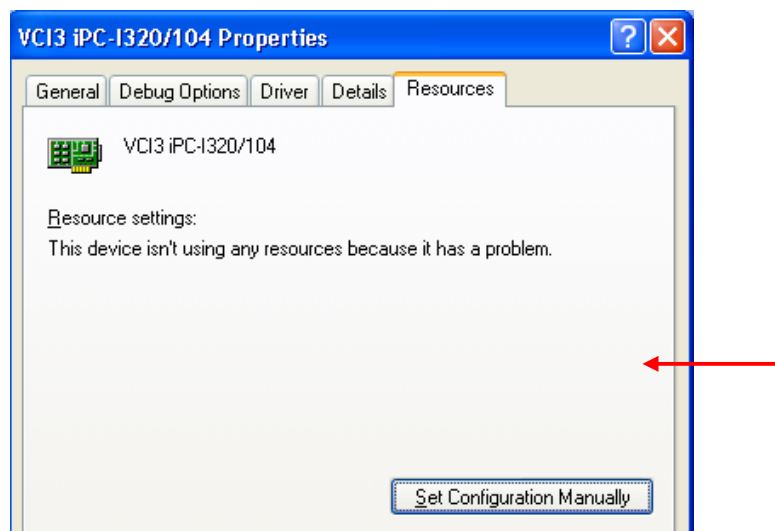 VCI3 iPC-I320/104 Properties
General Debug Options Driver Details Resources
VCI3 iPC-I320/104
Resource settings:
This device isn't using any resources because it has a problem.
Set Configuration Manually